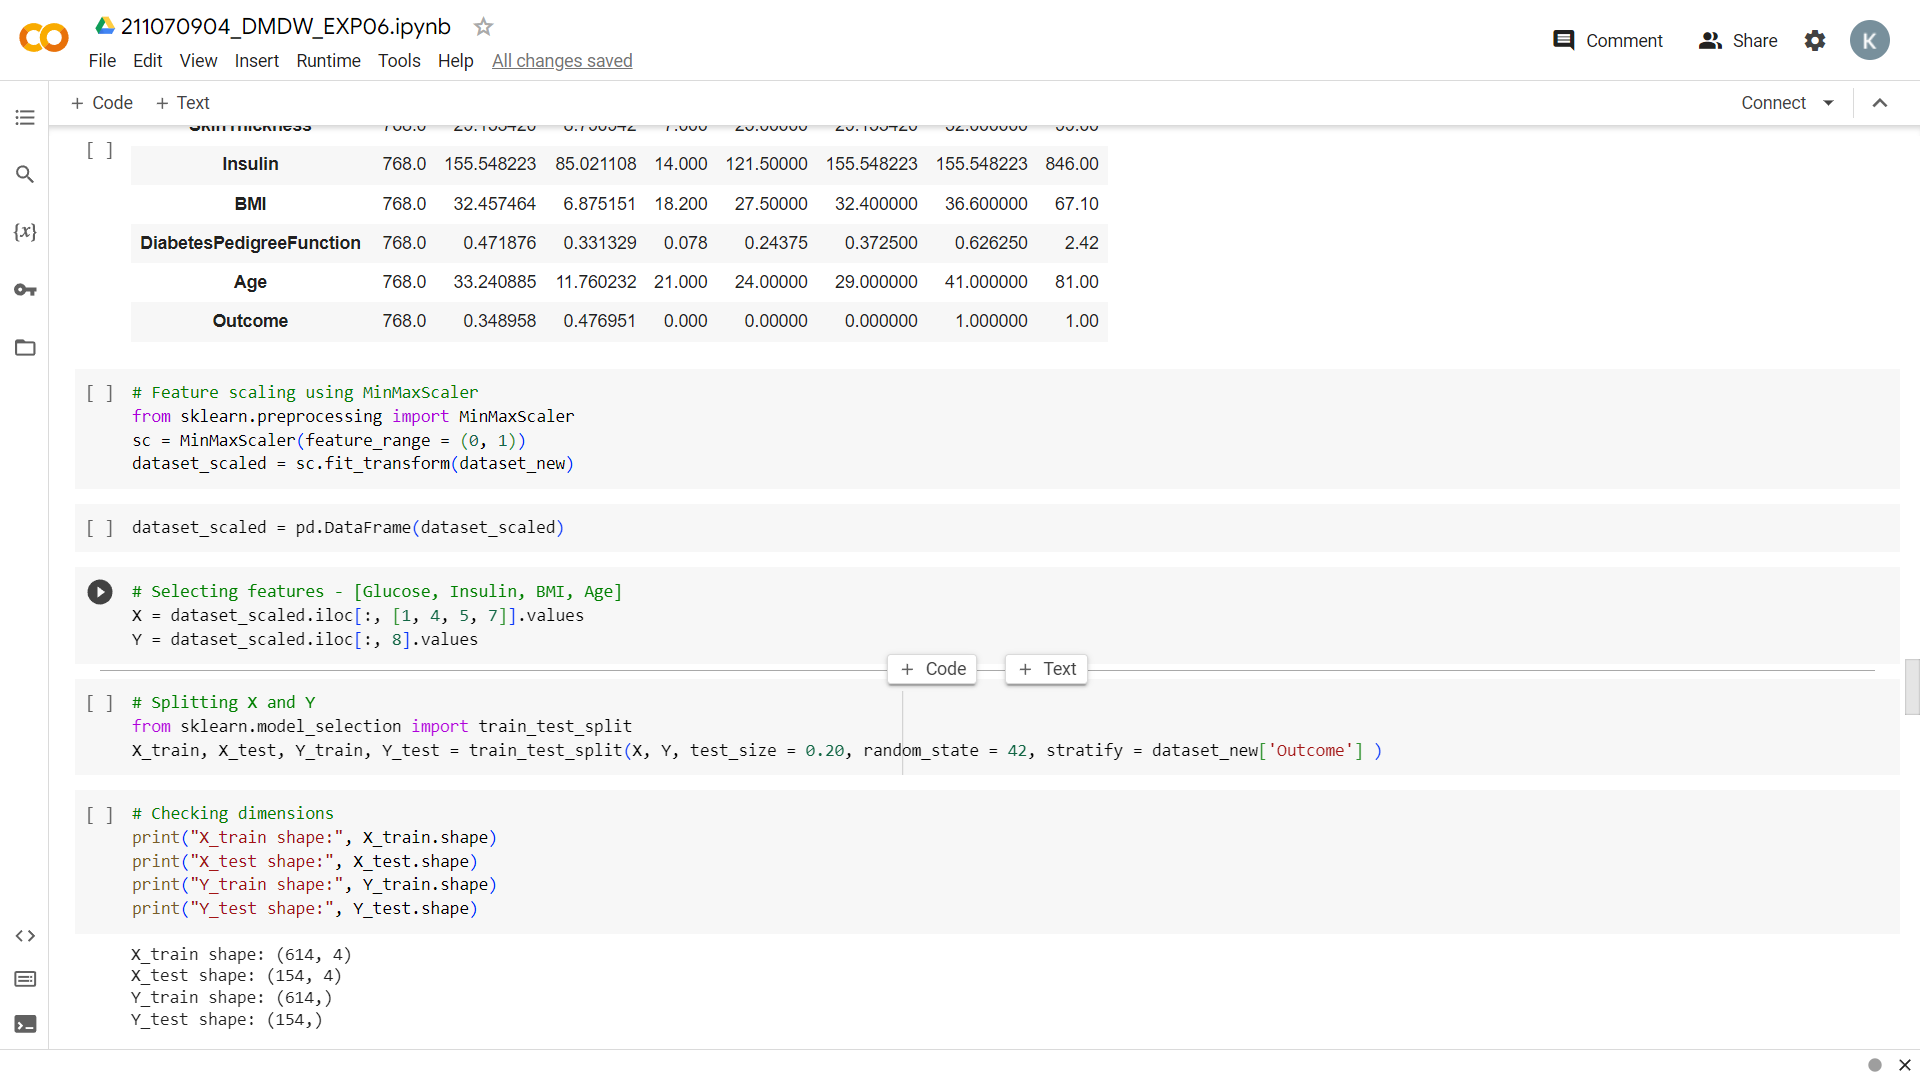 211070904_DMDW_EXP06.ipynb
File Edit View Insert Runtime Tools Help All changes saved
Comment
Share
K
+ Code + Text
Connect
SkinThickness 768.0
[ ]
Insulin 768.0 155.548223 85.021108 14.000 121.50000 155.548223 155.548223 846.00
BMI 768.0 32.457464 6.875151 18.200 27.50000 32.400000 36.600000 67.10
DiabetesPedigreeFunction 768.0 0.471876 0.331329 0.078 0.24375 0.372500 0.626250 2.42
Age 768.0 33.240885 11.760232 21.000 24.00000 29.000000 41.000000 81.00
Outcome 768.0 0.348958 0.476951 0.000 0.00000 0.000000 1.000000 1.00
[ ] # Feature scaling using MinMaxScaler
from sklearn.preprocessing import MinMaxScaler
sc = MinMaxScaler(feature_range = (0, 1))
dataset_scaled = sc.fit_transform(dataset_new)
[ ] dataset_scaled = pd.DataFrame(dataset_scaled)
# Selecting features - [Glucose, Insulin, BMI, Age]
X = dataset_scaled.iloc[:, [1, 4, 5, 7]].values
Y = dataset_scaled.iloc[:, 8].values
+ Code + Text
[ ] # Splitting X and Y
from sklearn.model_selection import train_test_split
X_train, X_test, Y_train, Y_test = train_test_split(X, Y, test_size = 0.20, random_state = 42, stratify = dataset_new['Outcome'] )
[ ] # Checking dimensions
print("X_train shape:", X_train.shape)
print("X_test shape:", X_test.shape)
print("Y_train shape:", Y_train.shape)
print("Y_test shape:", Y_test.shape)
X_train shape: (614, 4)
X_test shape: (154, 4)
Y_train shape: (614,)
Y_test shape: (154,)